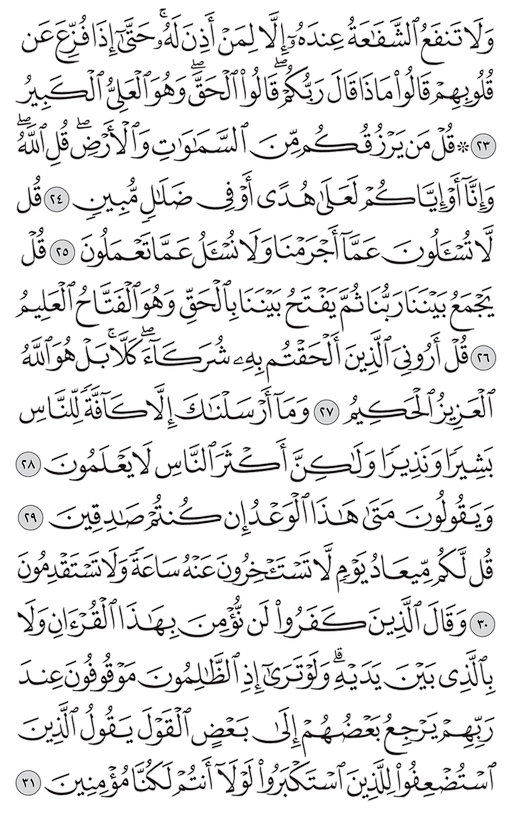 وَلَا تَنفَعُ ٱلشَّفَٰعَةُ عِندَهُۥٓ إِلَّا لِمَنْ أَذِنَ لَهُۥۚ حَتَّىٰٓ إِذَا فُزِّعَ عَن
قُلُوبِهِمْ قَالُوا۟ مَاذَا قَالَ رَبُّكُمْۖ قَالُوا۟ ٱلْحَقَّۖ وَهُوَ ٱلْعَلِىُّ ٱلْكَبِيرُ
٢٣ ۞ قُلْ مَن يَرْزُقُكُم مِّنَ ٱلسَّمَٰوَٰتِ وَٱلْأَرْضِۖ قُلِ ٱللَّهُۖ
وَإِنَّآ أَوْ إِيَّاكُمْ لَعَلَىٰ هُدًى أَوْ فِى ضَلَٰلٍ مُّبِينٍ ٢٤ قُل
لَّا تُسْـَٔلُونَ عَمَّآ أَجْرَمْنَا وَلَا نُسْـَٔلُ عَمَّا تَعْمَلُونَ ٢٥ قُلْ
يَجْمَعُ بَيْنَنَا رَبُّنَا ثُمَّ يَفْتَحُ بَيْنَنَا بِٱلْحَقِّ وَهُوَ ٱلْفَتَّاحُ ٱلْعَلِيمُ
٢٦ قُلْ أَرُونِىَ ٱلَّذِينَ أَلْحَقْتُم بِهِۦ شُرَكَآءَۖ كَلَّاۚ بَلْ هُوَ ٱللَّهُ
ٱلْعَزِيزُ ٱلْحَكِيمُ ٢٧ وَمَآ أَرْسَلْنَٰكَ إِلَّا كَآفَّةً لِّلنَّاسِ
بَشِيرًا وَنَذِيرًا وَلَٰكِنَّ أَكْثَرَ ٱلنَّاسِ لَا يَعْلَمُونَ ٢٨
وَيَقُولُونَ مَتَىٰ هَٰذَا ٱلْوَعْدُ إِن كُنتُمْ صَٰدِقِينَ ٢٩
قُل لَّكُم مِّيعَادُ يَوْمٍ لَّا تَسْتَـْٔخِرُونَ عَنْهُ سَاعَةً وَلَا تَسْتَقْدِمُونَ
٣٠ وَقَالَ ٱلَّذِينَ كَفَرُوا۟ لَن نُّؤْمِنَ بِهَٰذَا ٱلْقُرْءَانِ وَلَا
بِٱلَّذِى بَيْنَ يَدَيْهِۗ وَلَوْ تَرَىٰٓ إِذِ ٱلظَّٰلِمُونَ مَوْقُوفُونَ عِندَ
رَبِّهِمْ يَرْجِعُ بَعْضُهُمْ إِلَىٰ بَعْضٍ ٱلْقَوْلَ يَقُولُ ٱلَّذِينَ
ٱسْتُضْعِفُوا۟ لِلَّذِينَ ٱسْتَكْبَرُوا۟ لَوْلَآ أَنتُمْ لَكُنَّا مُؤْمِنِينَ ٣١